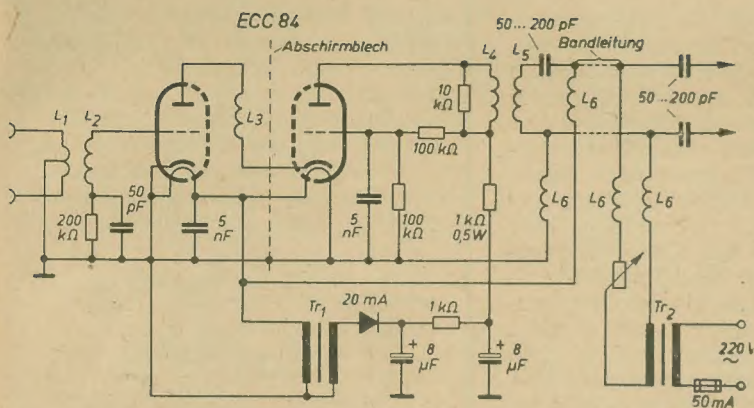 ECC 84
Abschirmblech
50...200 pF
Bandleitung
L4
L5
L1
L2
L3
10
kΩ
L6
50...200 pF
100 kΩ
50
pF
200
kΩ
5
nF
5
nF
100
kΩ
1 kΩ
0,5W
L6
L6
L6
20 mA
1 kΩ
Tr1
+
8
µF
+
8
µF
Tr2
220 V
~
50 mA